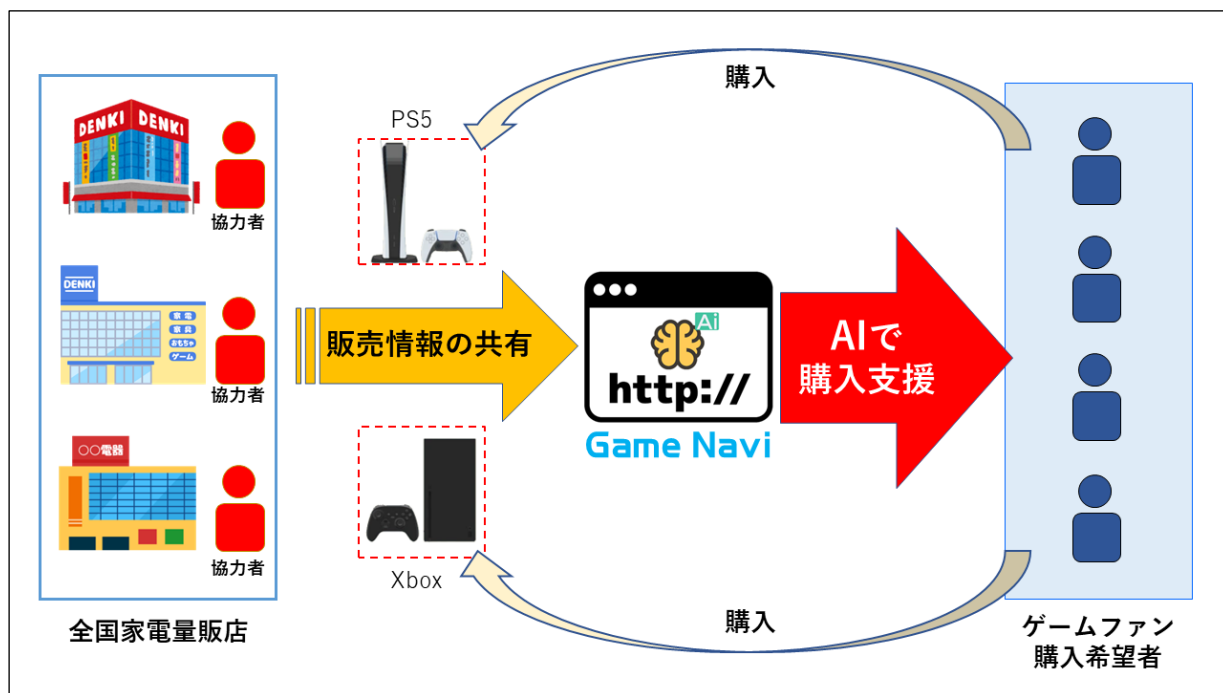 DENKI DENKI
協力者
DENKI
家電
家具
おもちゃ
ゲーム
協力者
〇〇電器
協力者
全国家電量販店
PS5
購入
販売情報の共有
Ai
http://
Game Navi
AIで
購入支援
Xbox
購入
ゲームファン
購入希望者